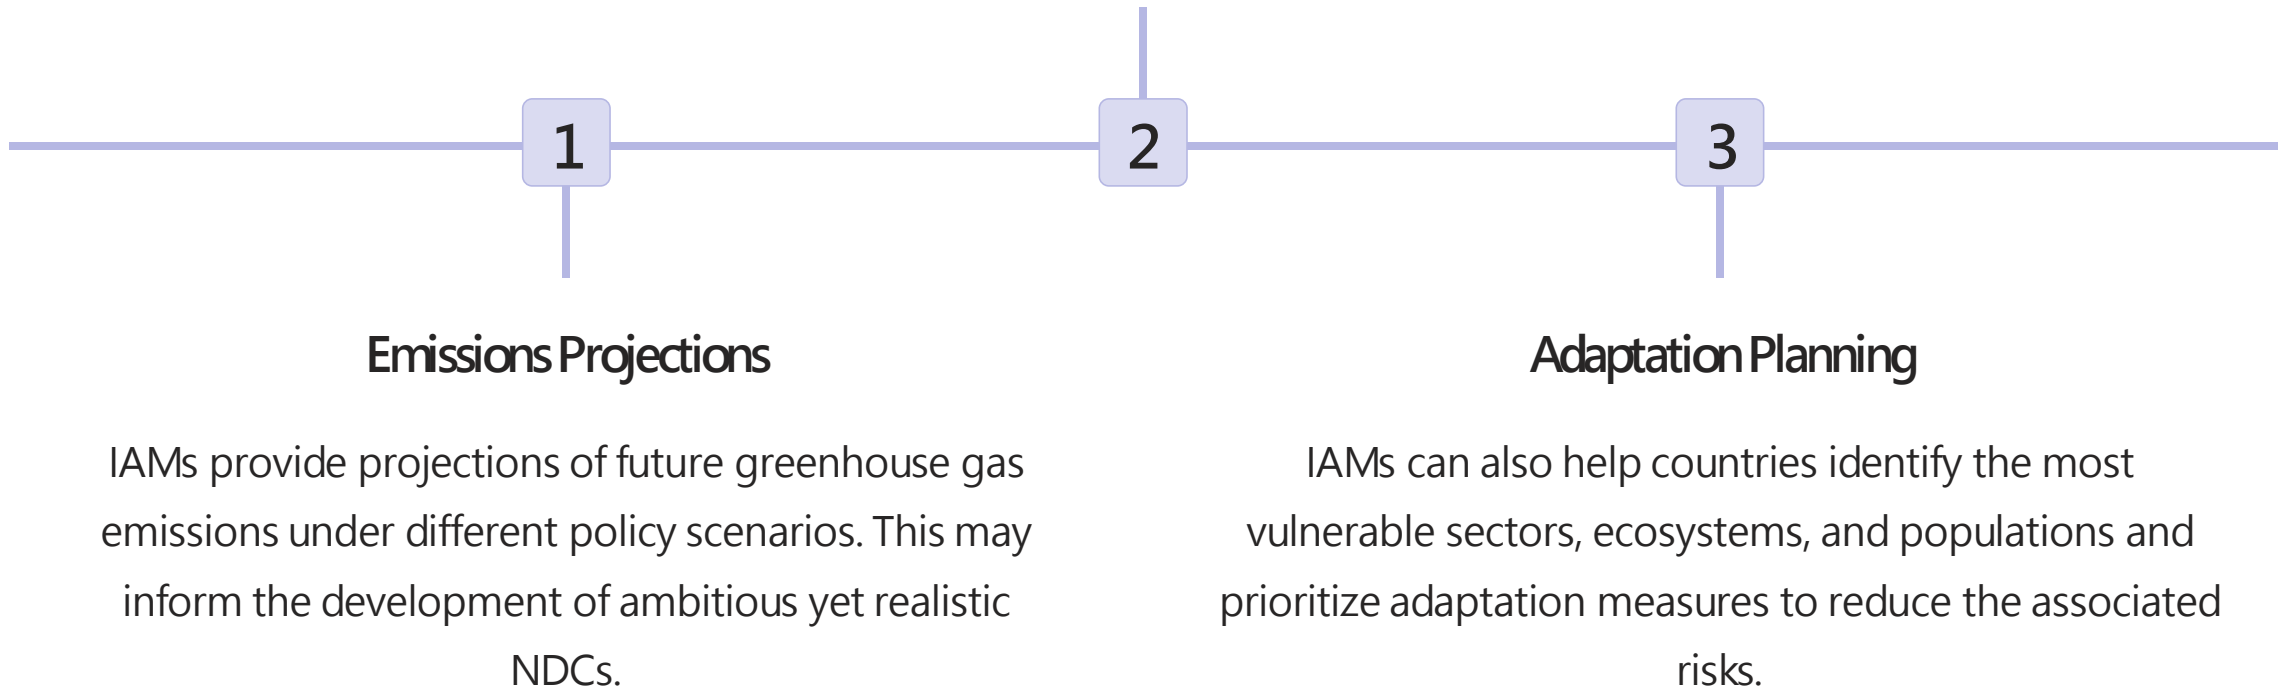 1
2
3
Emissions Projections
IAMs provide projections of future greenhouse gas
emissions under different policy scenarios. This may
inform the development of ambitious yet realistic
NDCs.
Adaptation Planning
IAMs can also help countries identify the most
vulnerable sectors, ecosystems, and populations and
prioritize adaptation measures to reduce the associated
risks.